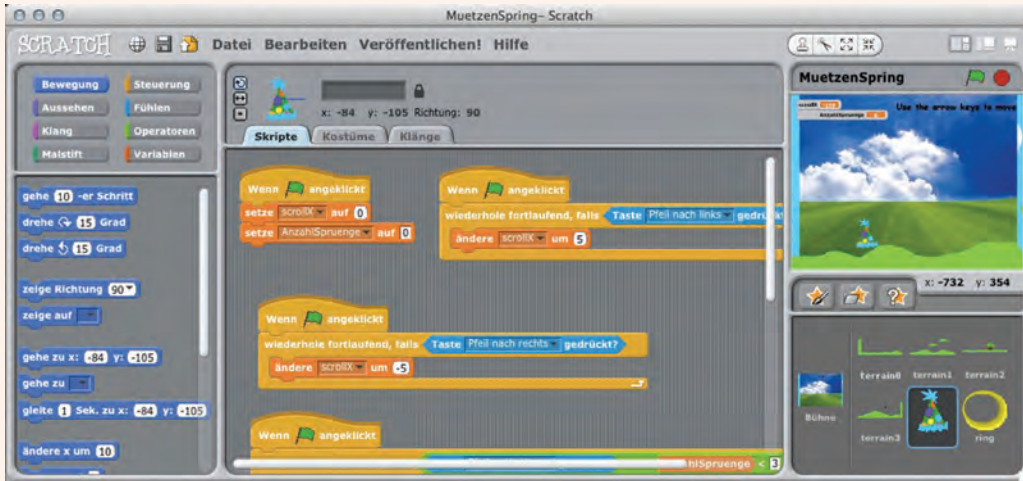 MuetzenSpring– Scratch
SCRATCH Datei Bearbeiten Veröffentlichen! Hilfe
Bewegung Steuerung
Aussehen Fühlen
Klang Operatoren
Malstift Variablen
gehe 10 -er Schritt
drehe 15 Grad
drehe 15 Grad
zeige Richtung 90
zeige auf
gehe zu x: -84 y: -105
gehe zu
gleite 1 Sek. zu x: -84 y: -105
ändere x um 10
x: -84 y: -105 Richtung: 90
Skripte Kostüme Klänge
Wenn angeklickt
setze scrollX auf 0
setze AnzahlSpruenge auf 0
Wenn angeklickt
wiederhole fortlaufend, falls Taste Pfeil nach links gedrückt
ändere scrollX um 5
Wenn angeklickt
wiederhole fortlaufend, falls Taste Pfeil nach rechts gedrückt?
ändere scrollX um -5
Wenn angeklickt
hlSpruenge < 3
MuetzenSpring
scrollX
AnzahlSpruenge
Use the arrow keys to move
x: -732 y: 354
Bühne
terrain0 terrain1 terrain2
terrain3 ring